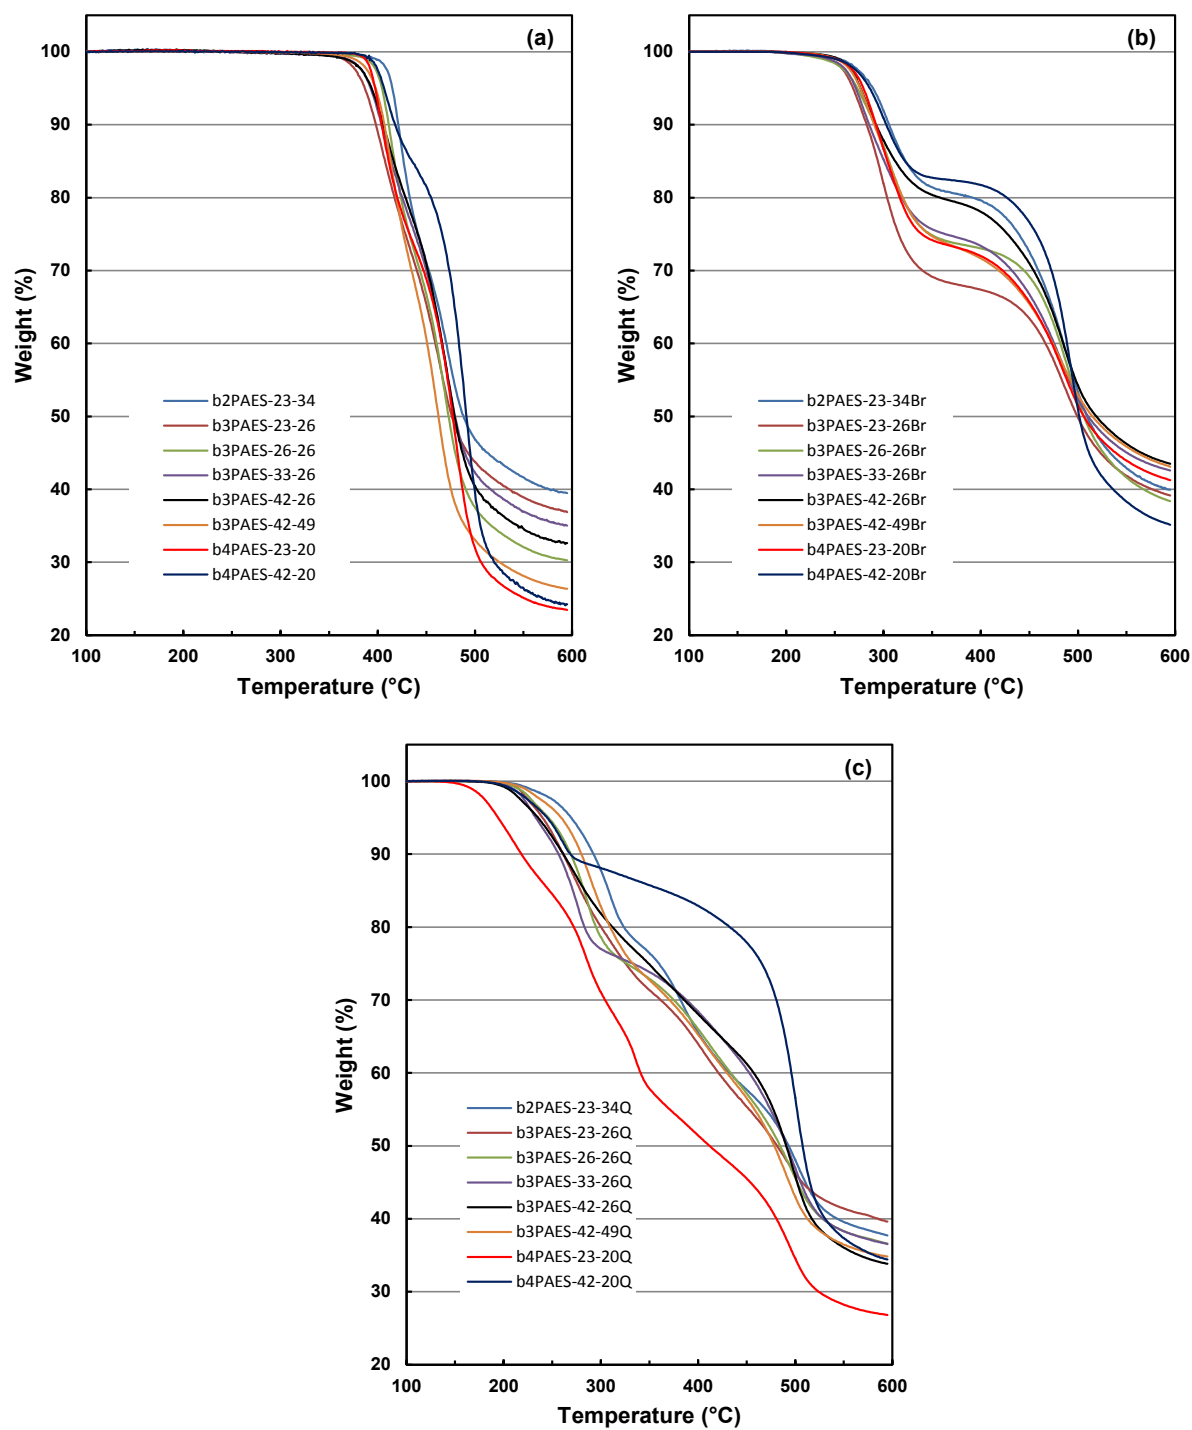 (a)
100
90
80
70
60
50
40
30
20
Weight (%)
b2PAES-23-34
b3PAES-23-26
b3PAES-26-26
b3PAES-33-26
b3PAES-42-26
b3PAES-42-49
b4PAES-23-20
b4PAES-42-20
100 200 300 400 500 600
Temperature (°C)
(b)
100
90
80
70
60
50
40
30
20
Weight (%)
b2PAES-23-34Br
b3PAES-23-26Br
b3PAES-26-26Br
b3PAES-33-26Br
b3PAES-42-26Br
b3PAES-42-49Br
b4PAES-23-20Br
b4PAES-42-20Br
100 200 300 400 500 600
Temperature (°C)
(c)
100
90
80
70
60
50
40
30
20
Weight (%)
b2PAES-23-34Q
b3PAES-23-26Q
b3PAES-26-26Q
b3PAES-33-26Q
b3PAES-42-26Q
b3PAES-42-49Q
b4PAES-23-20Q
b4PAES-42-20Q
100 200 300 400 500 600
Temperature (°C)